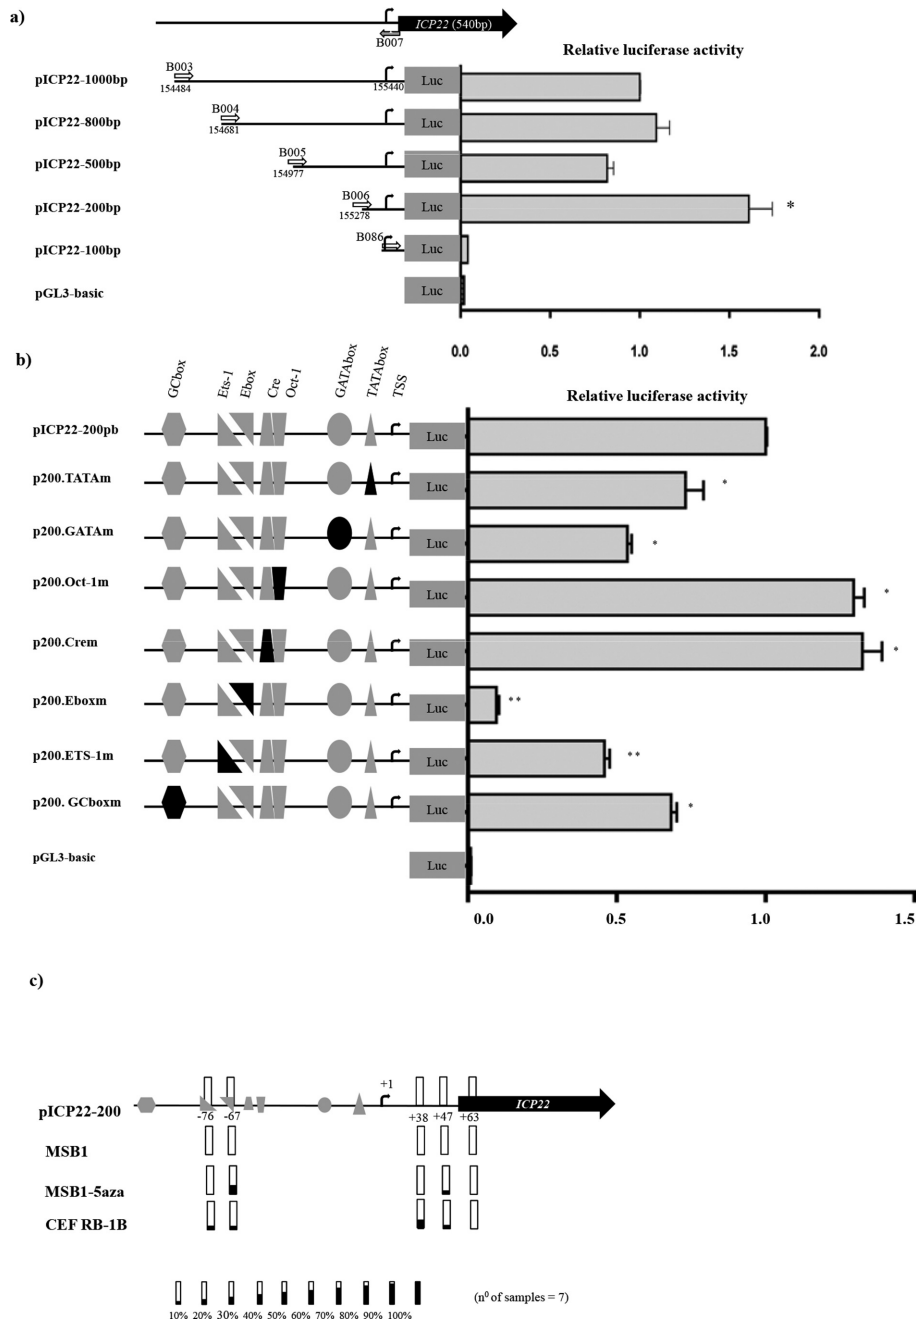 a)
ICP22 (540bp)
B007
Relative luciferase activity
pICP22-1000bp
B003
154484
155440
Luc
pICP22-800bp
B004
154681
Luc
pICP22-500bp
B005
154977
Luc
pICP22-200bp
B006
155278
Luc
*
pICP22-100bp
B086
Luc
pGL3-basic
Luc
0.0 0.5 1.0 1.5 2.0
b)
GCbox Ets-1 Ebox Cre Oct-1 GATAbox TATAbox TSS
Relative luciferase activity
pICP22-200pb Luc
p200.TATAm Luc *
p200.GATAm Luc *
p200.Oct-1m Luc *
p200.Crem Luc *
p200.Eboxm Luc **
p200.ETS-1m Luc **
p200. GCboxm Luc *
pGL3-basic Luc
0.0 0.5 1.0 1.5
c)
+1
pICP22-200 ICP22
-76 -67 +38 +47 +63
MSB1
MSB1-5aza
CEF RB-1B
10% 20% 30% 40% 50% 60% 70% 80% 90% 100%
(n⁰ of samples = 7)